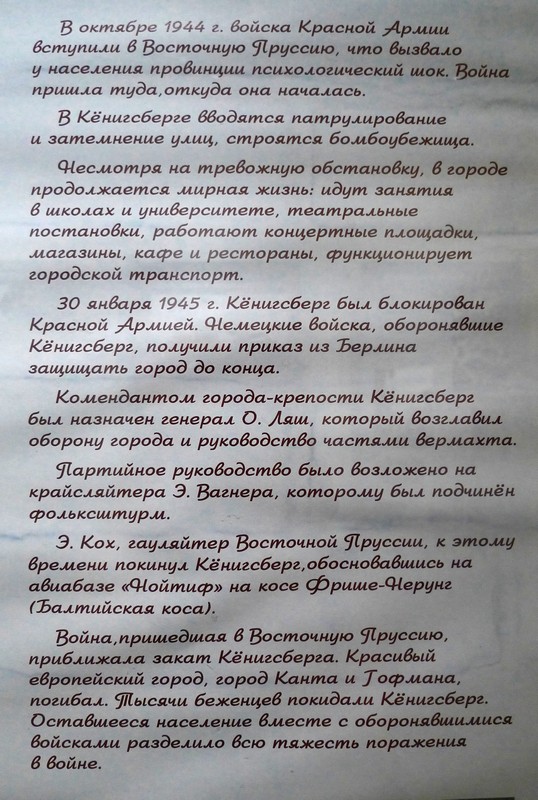 В октябре 1944 г. войска Красной Армии
вступили в Восточную Пруссию, что вызвало
у населения провинции психологический шок. Война
пришла туда,откуда она началась.
В Кёнигсберге вводятся патрулирование
и затемнение улиц, строятся бомбоубежища.
Несмотря на тревожную обстановку, в городе
продолжается мирная жизнь: идут занятия
в школах и университете, театральные
постановки, работают концертные площадки,
магазины, кафе и рестораны, функционирует
городской транспорт.
30 января 1945 г. Кёнигсберг был блокирован
Красной Армией. Немецкие войска, оборонявшие
Кёнигсберг, получили приказ из Берлина
защищать город до конца.
Комендантом города-крепости Кёнигсберг
был назначен генерал О. Ляш, который возглавил
оборону города и руководство частями вермахта.
Партийное руководство было возложено на
крайсляйтера Э. Вагнера, которому был подчинён
фольксштурм.
Э. Кох, гауляйтер Восточной Пруссии, к этому
времени покинул Кёнигсберг,обосновавшись на
авиабазе «Нойтиф» на косе Фрише-Нерунг
(Балтийская коса).
Война,пришедшая в Восточную Пруссию,
приближала закат Кёнигсберга. Красивый
европейский город, город Канта и Гофмана,
погибал. Тысячи беженцев покидали Кёнигсберг.
Оставшееся население вместе с оборонявшимися
войсками разделило всю тяжесть поражения
в войне.